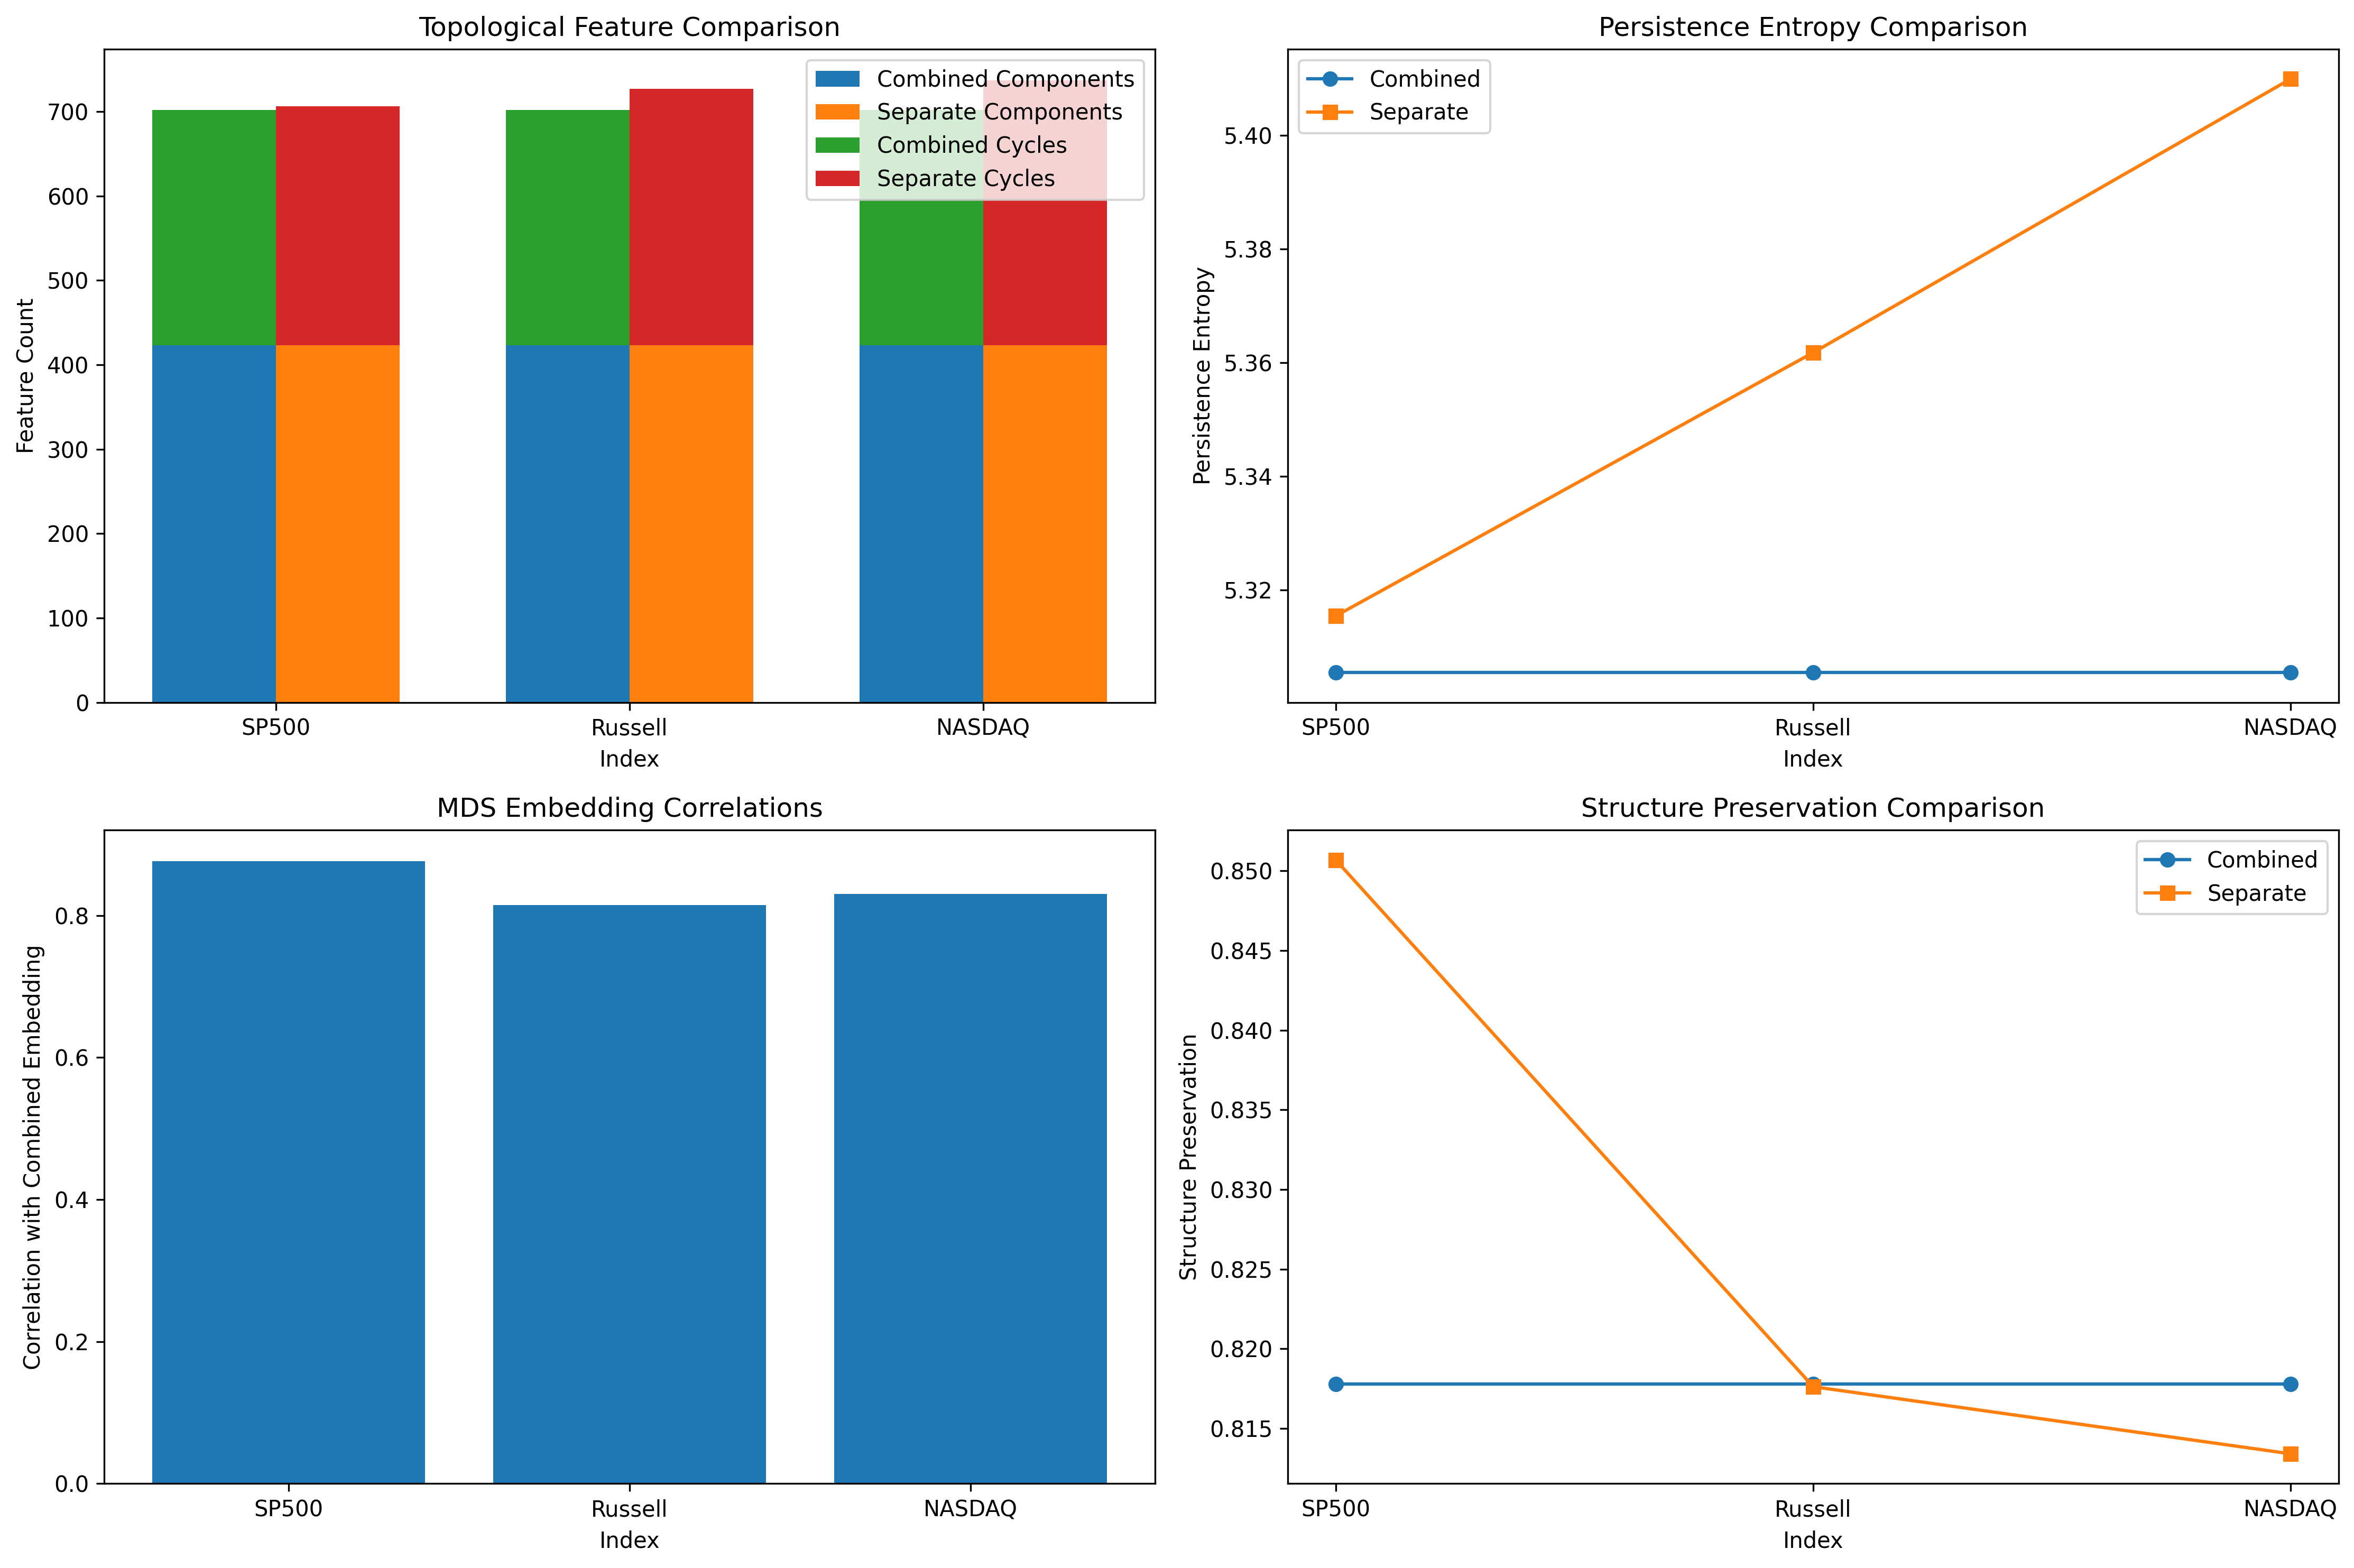 Topological Feature Comparison
Combined Components
Separate Components
Combined Cycles
Separate Cycles
700
600
500
400
300
200
100
0
Feature Count
SP500
Russell
NASDAQ
Index
Persistence Entropy Comparison
Combined
Separate
5.40
5.38
5.36
5.34
5.32
Persistence Entropy
SP500
Russell
NASDAQ
Index
MDS Embedding Correlations
0.8
0.6
0.4
0.2
0.0
Correlation with Combined Embedding
SP500
Russell
NASDAQ
Index
Structure Preservation Comparison
Combined
Separate
0.850
0.845
0.840
0.835
0.830
0.825
0.820
0.815
Structure Preservation
SP500
Russell
NASDAQ
Index